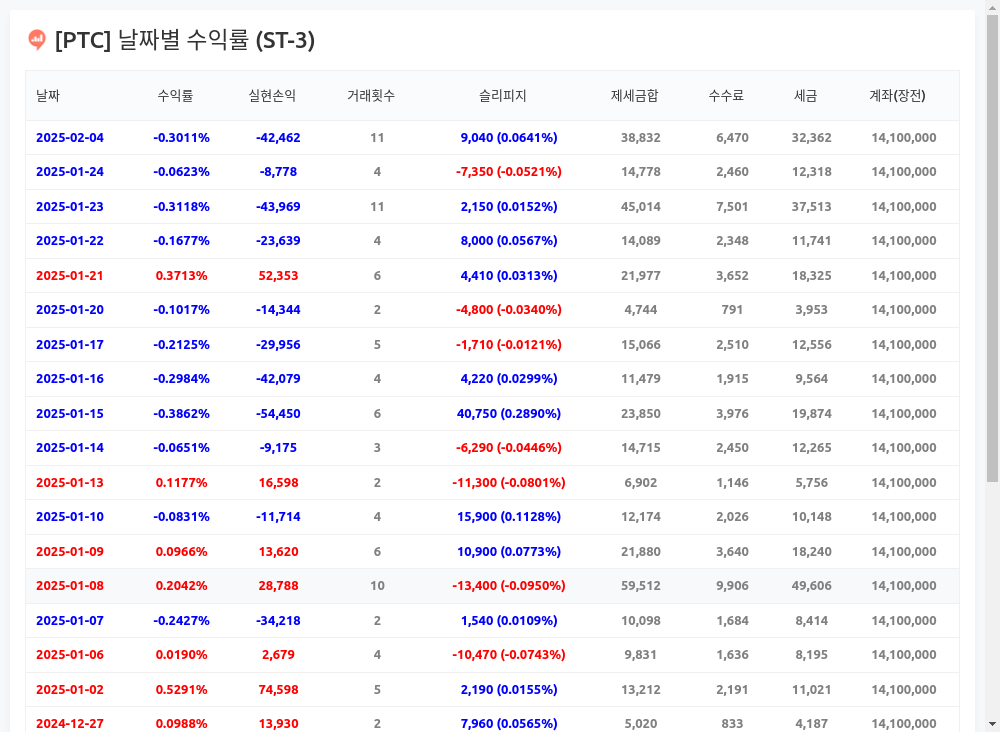 [PTC] 날짜별 수익률 (ST-3)
날짜 수익률 실현손익 거래횟수 슬리피지 제세금합 수수료 세금 계좌(장전)
2025-02-04 -0.3011% -42,462 11 9,040 (0.0641%) 38,832 6,470 32,362 14,100,000
2025-01-24 -0.0623% -8,778 4 -7,350 (-0.0521%) 14,778 2,460 12,318 14,100,000
2025-01-23 -0.3118% -43,969 11 2,150 (0.0152%) 45,014 7,501 37,513 14,100,000
2025-01-22 -0.1677% -23,639 4 8,000 (0.0567%) 14,089 2,348 11,741 14,100,000
2025-01-21 0.3713% 52,353 6 4,410 (0.0313%) 21,977 3,652 18,325 14,100,000
2025-01-20 -0.1017% -14,344 2 -4,800 (-0.0340%) 4,744 791 3,953 14,100,000
2025-01-17 -0.2125% -29,956 5 -1,710 (-0.0121%) 15,066 2,510 12,556 14,100,000
2025-01-16 -0.2984% -42,079 4 4,220 (0.0299%) 11,479 1,915 9,564 14,100,000
2025-01-15 -0.3862% -54,450 6 40,750 (0.2890%) 23,850 3,976 19,874 14,100,000
2025-01-14 -0.0651% -9,175 3 -6,290 (-0.0446%) 14,715 2,450 12,265 14,100,000
2025-01-13 0.1177% 16,598 2 -11,300 (-0.0801%) 6,902 1,146 5,756 14,100,000
2025-01-10 -0.0831% -11,714 4 15,900 (0.1128%) 12,174 2,026 10,148 14,100,000
2025-01-09 0.0966% 13,620 6 10,900 (0.0773%) 21,880 3,640 18,240 14,100,000
2025-01-08 0.2042% 28,788 10 -13,400 (-0.0950%) 59,512 9,906 49,606 14,100,000
2025-01-07 -0.2427% -34,218 2 1,540 (0.0109%) 10,098 1,684 8,414 14,100,000
2025-01-06 0.0190% 2,679 4 -10,470 (-0.0743%) 9,831 1,636 8,195 14,100,000
2025-01-02 0.5291% 74,598 5 2,190 (0.0155%) 13,212 2,191 11,021 14,100,000
2024-12-27 0.0988% 13,930 2 7,960 (0.0565%) 5,020 833 4,187 14,100,000